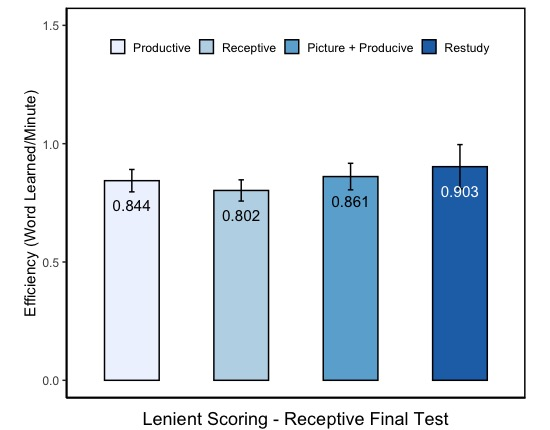 Productive Receptive Picture + Producive Restudy
Efficiency (Word Learned/Minute)
1.5
1.0
0.5
0.0
0.844
0.802
0.861
0.903
Lenient Scoring - Receptive Final Test